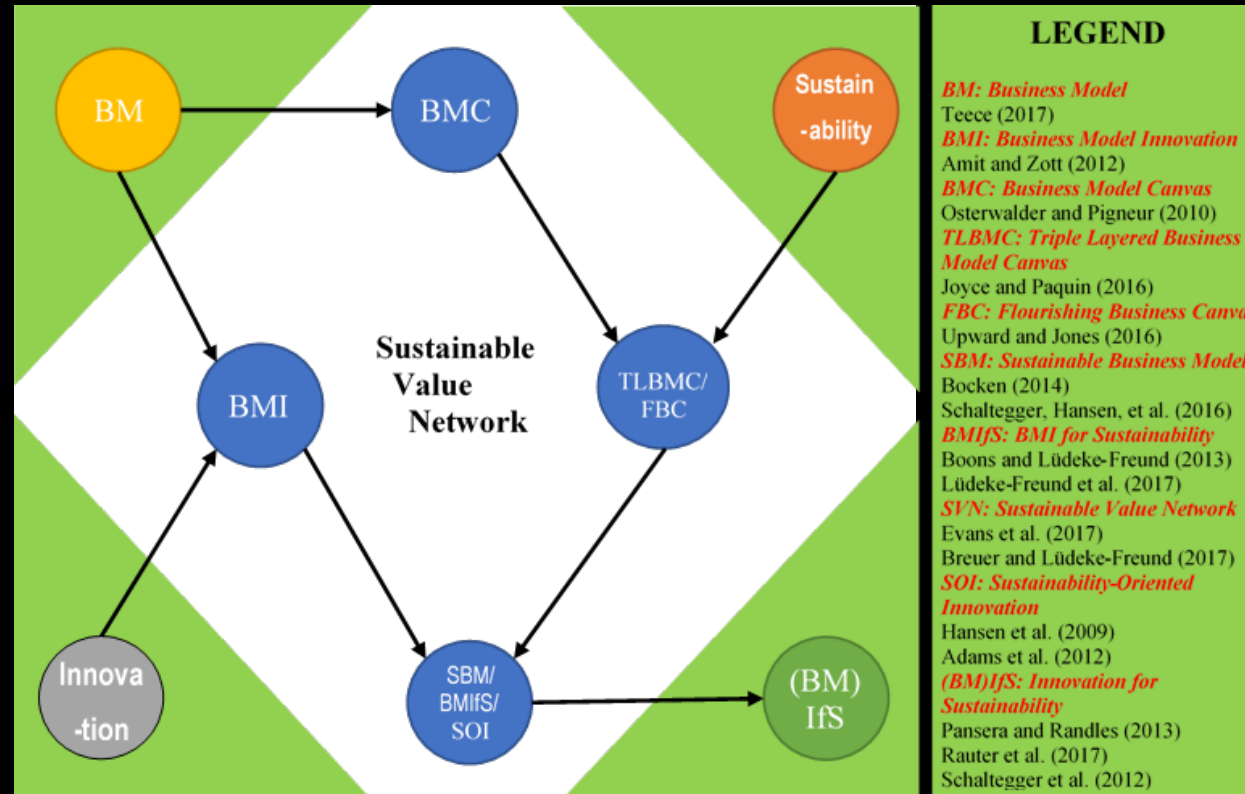 BM
BMC
Sustain
-ability
BMI
Sustainable
Value
Network
TLBMC/
FBC
Innova
-tion
SBM/
BMIfS/
SOI
(BM)
IfS
LEGEND
BM: Business Model
Teece (2017)
BMI: Business Model Innovation
Amit and Zott (2012)
BMC: Business Model Canvas
Osterwalder and Pigneur (2010)
TLBMC: Triple Layered Business
Model Canvas
Joyce and Paquin (2016)
FBC: Flourishing Business Canva
Upward and Jones (2016)
SBM: Sustainable Business Model
Bocken (2014)
Schaltegger, Hansen, et al. (2016)
BMIfS: BMI for Sustainability
Boons and Lüdeke-Freund (2013)
Lüdeke-Freund et al. (2017)
SVN: Sustainable Value Network
Evans et al. (2017)
Breuer and Lüdeke-Freund (2017)
SOI: Sustainability-Oriented
Innovation
Hansen et al. (2009)
Adams et al. (2012)
(BM)IfS: Innovation for
Sustainability
Pansera and Randles (2013)
Rauter et al. (2017)
Schaltegger et al. (2012)